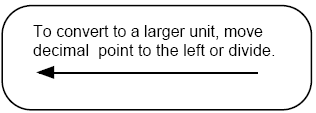 To convert to a larger unit, move
decimal point to the left or divide.